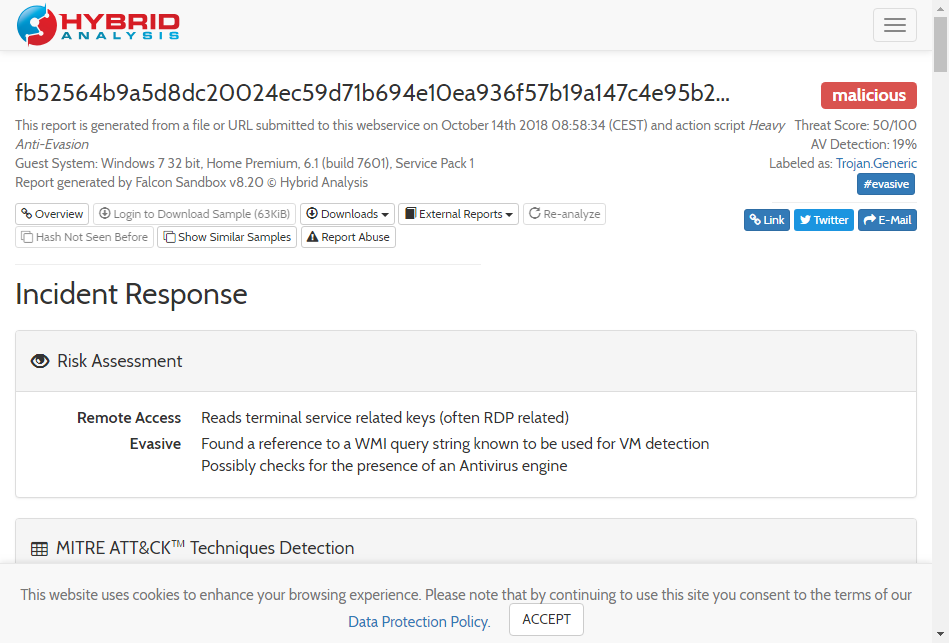 HYBRID
ANALYSIS
fb52564b9a5d8dc20024ec59d71b694e10ea936f57b19a147c4e95b2...
malicious
This report is generated from a file or URL submitted to this webservice on October 14th 2018 08:58:34 (CEST) and action script Heavy
Anti-Evasion
Guest System: Windows 7 32 bit, Home Premium, 6.1 (build 7601), Service Pack 1
Report generated by Falcon Sandbox v8.20 © Hybrid Analysis
Threat Score: 50/100
AV Detection: 19%
Labeled as: Trojan.Generic
#evasive
Overview Login to Download Sample (63KiB) Downloads External Reports Re-analyze
Hash Not Seen Before Show Similar Samples Report Abuse
Link Twitter E-Mail
Incident Response
Risk Assessment
Remote Access Reads terminal service related keys (often RDP related)
Evasive Found a reference to a WMI query string known to be used for VM detection
Possibly checks for the presence of an Antivirus engine
MITRE ATT&CK™ Techniques Detection
This website uses cookies to enhance your browsing experience. Please note that by continuing to use this site you consent to the terms of our
Data Protection Policy. ACCEPT